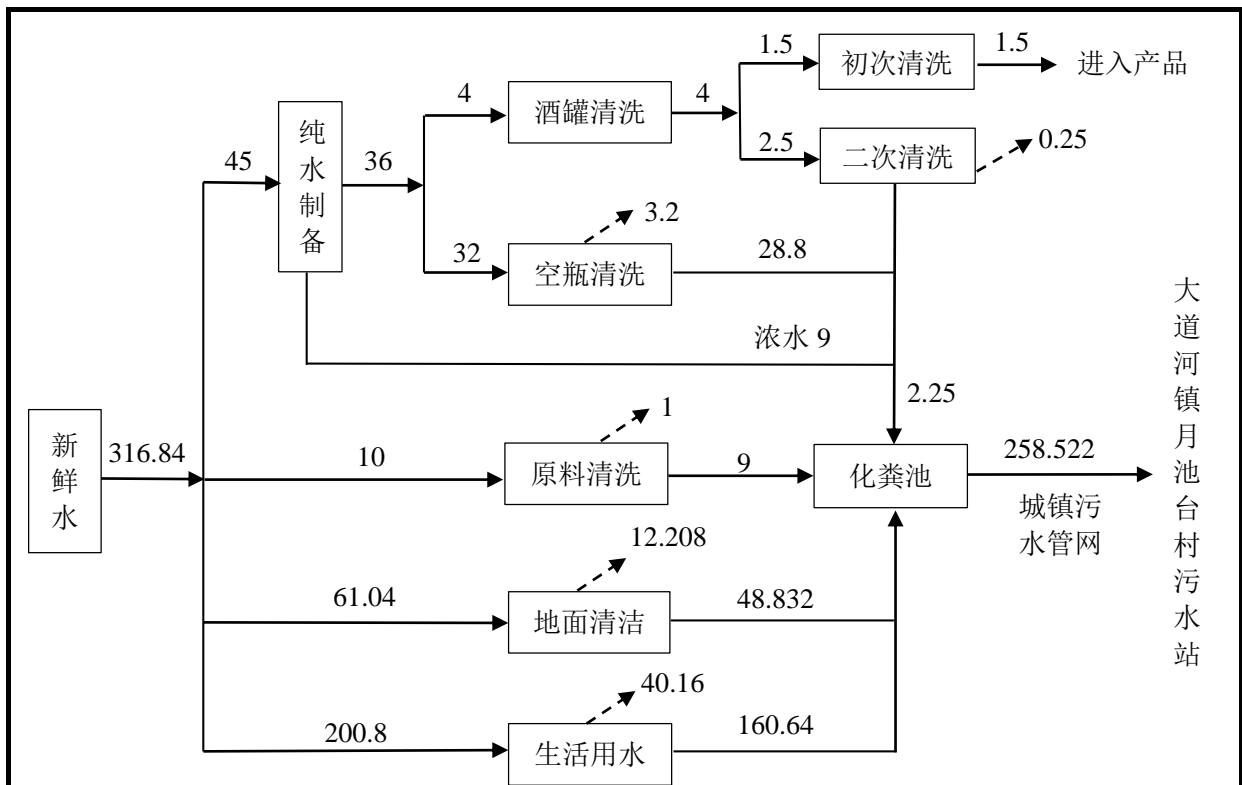 1.5
初次清洗
1.5
进入产品
4
酒罐清洗
4
纯水制备
45
36
2.5
二次清洗
0.25
3.2
32
空瓶清洗
28.8
浓水 9
2.25
新鲜水
316.84
1
10
原料清洗
9
化粪池
258.522
城镇污
水管网
大道河镇月池台村污水站
12.208
61.04
地面清洁
48.832
40.16
200.8
生活用水
160.64